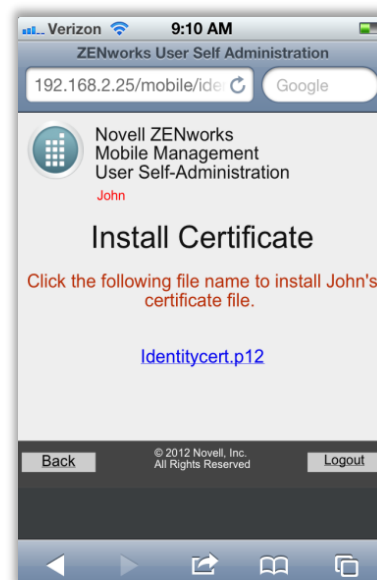 Verizon 9:10 AM
ZENworks User Self Administration
192.168.2.25/mobile/ide Google
Novell ZENworks
Mobile Management
User Self-Administration
John
Install Certificate
Click the following file name to install John's
certificate file.
Identitycert.p12
Back © 2012 Novell, Inc. Logout
All Rights Reserved